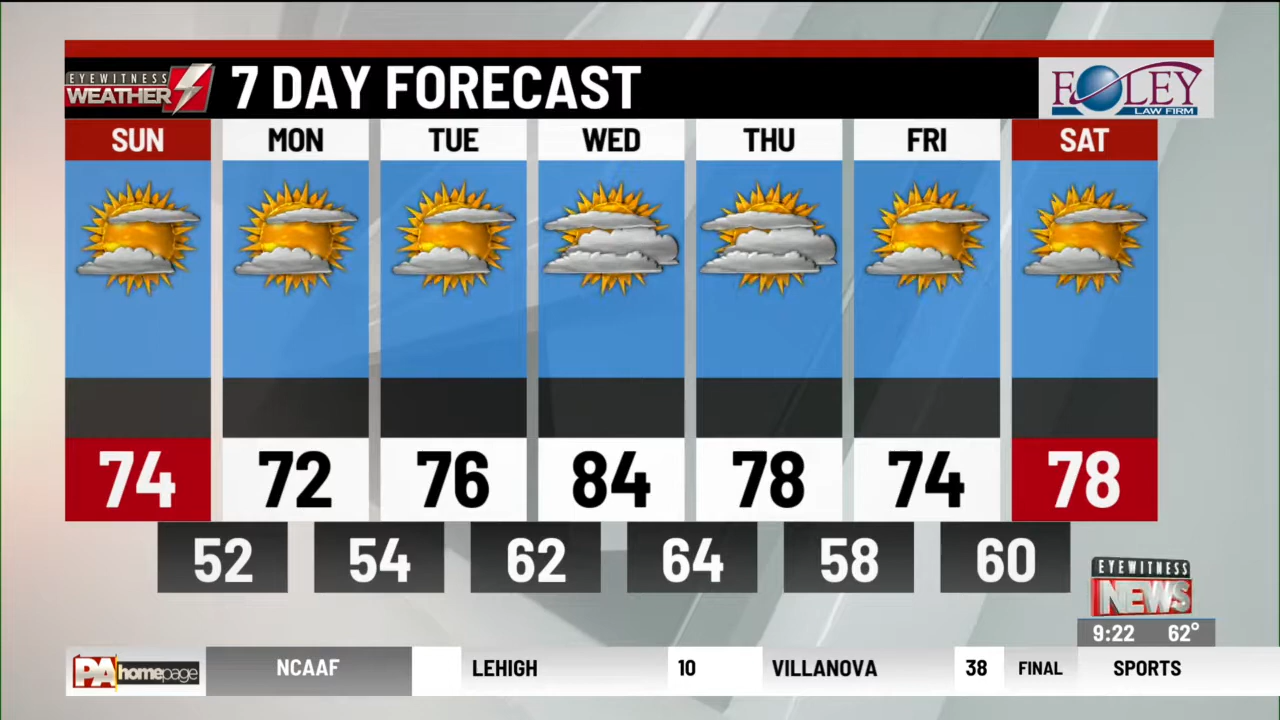 EYEWITNESS
WEATHER
7 DAY FORECAST
FOLEY
LAW FIRM
SUN MON TUE WED THU FRI SAT
74 72 76 84 78 74 78
52 54 62 64 58 60
EYEWITNESS
NEWS
9:22 62°
PA homepage NCAAF LEHIGH 10 VILLANOVA 38 FINAL SPORTS